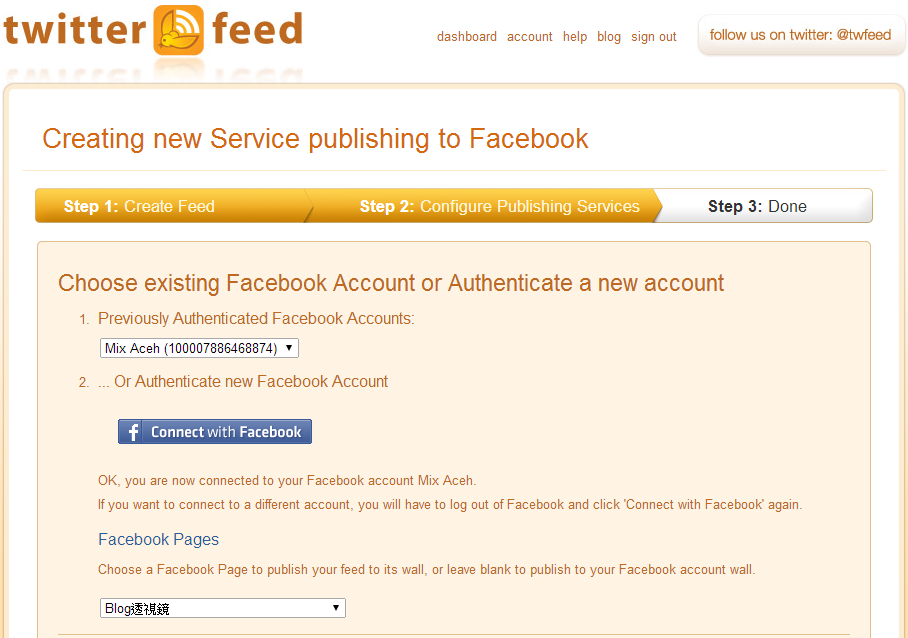 twitter feed
dashboard account help blog sign out
follow us on twitter: @twfeed
Creating new Service publishing to Facebook
Step 1: Create Feed Step 2: Configure Publishing Services Step 3: Done
Choose existing Facebook Account or Authenticate a new account
1. Previously Authenticated Facebook Accounts:
Mix Aceh (100007886468874)
2. ... Or Authenticate new Facebook Account
f Connect with Facebook
OK, you are now connected to your Facebook account Mix Aceh.
If you want to connect to a different account, you will have to log out of Facebook and click 'Connect with Facebook' again.
Facebook Pages
Choose a Facebook Page to publish your feed to its wall, or leave blank to publish to your Facebook account wall.
Blog透視鏡